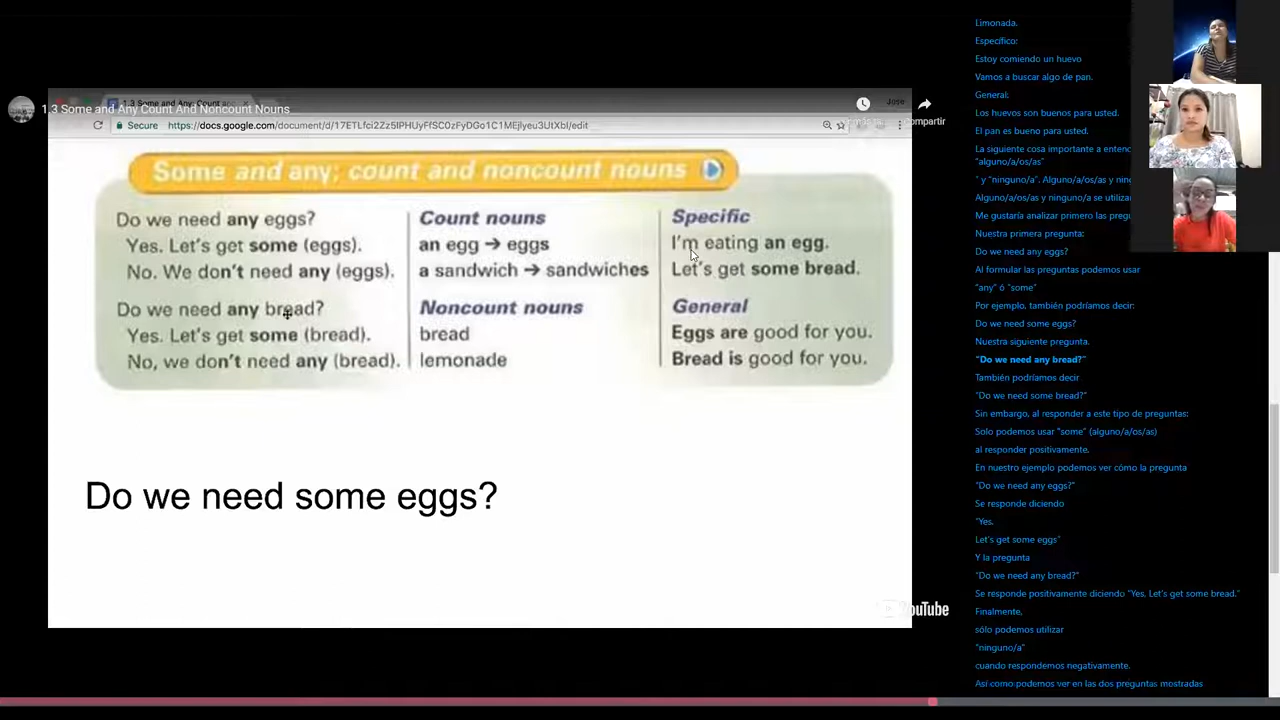 1.3 Some and Any Count And Noncount Nouns
Jose
Compartir
Secure
https://docs.google.com/document/d/17ETLfci2Zz5IPHUyFfSCOzFyDGo1C1MEjlyeu3UtXbI/edit
Some and any; count and noncount nouns
Do we need any eggs?
Yes. Let's get some (eggs).
No. We don't need any (eggs).
Do we need any bread?
Yes. Let's get some (bread).
No, we don't need any (bread).
Count nouns
an egg → eggs
a sandwich → sandwiches
Noncount nouns
bread
lemonade
Specific
I'm eating an egg.
Let's get some bread.
General
Eggs are good for you.
Bread is good for you.
Do we need some eggs?
YouTube
Limonada.
Específico:
Estoy comiendo un huevo
Vamos a buscar algo de pan.
General:
Los huevos son buenos para usted.
El pan es bueno para usted.
La siguiente cosa importante a
"alguno/a/os/as"
" y "ninguno/a". Alguno/a/os/as y
Alguno/a/os/as y ninguno/a se
Me gustaría analizar primero las
Nuestra primera pregunta:
Do we need any eggs?
Al formular las preguntas podemos usar
"any" ó "some"
Por ejemplo, también podríamos decir:
Do we need some eggs?
Nuestra siguiente pregunta.
"Do we need any bread?"
También podríamos decir
"Do we need some bread?"
Sin embargo, al responder a este tipo de preguntas:
Solo podemos usar "some" (alguno/a/os/as)
al responder positivamente.
En nuestro ejemplo podemos ver cómo la pregunta
"Do we need any eggs?"
Se responde diciendo
"Yes.
Let's get some eggs"
Y la pregunta
"Do we need any bread?"
Se responde positivamente diciendo "Yes. Let's get some bread."
Finalmente,
sólo podemos utilizar
"ninguno/a"
cuando respondemos negativamente.
Así como podemos ver en las dos preguntas mostradas